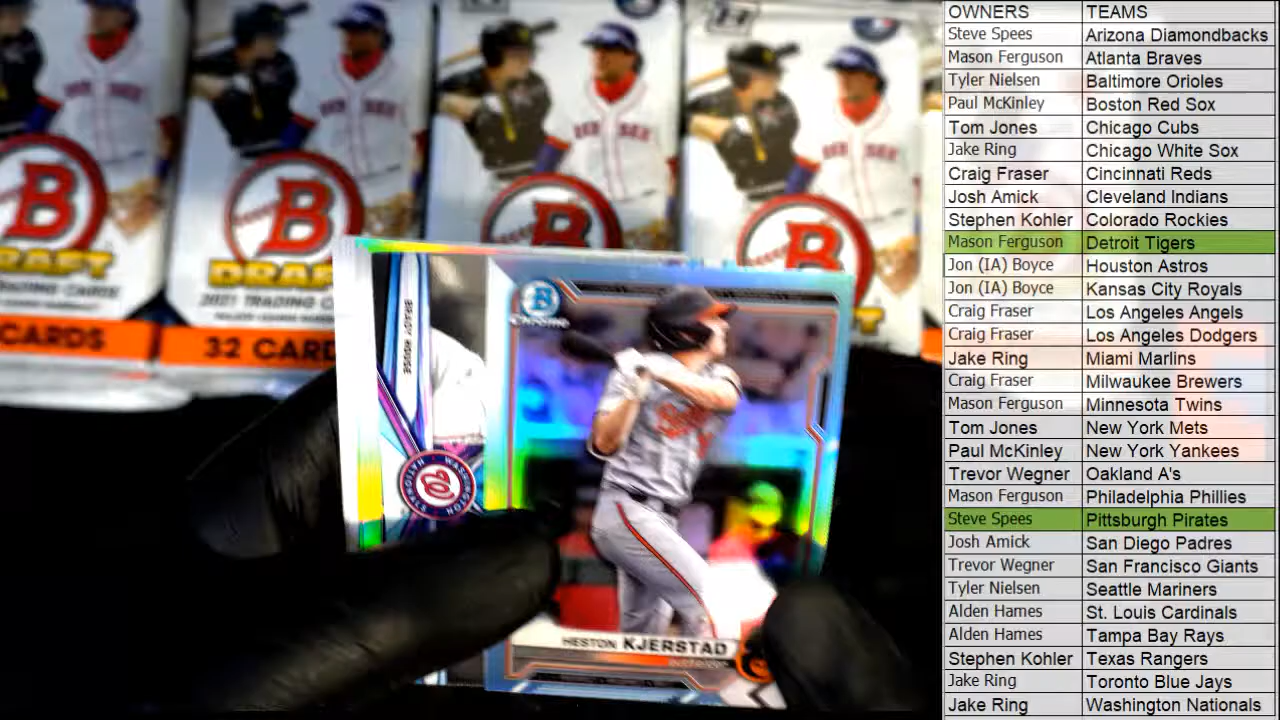 OWNERS TEAMS
Steve Spees Arizona Diamondbacks
Mason Ferguson Atlanta Braves
Tyler Nielsen Baltimore Orioles
Paul McKinley Boston Red Sox
Tom Jones Chicago Cubs
Jake Ring Chicago White Sox
Craig Fraser Cincinnati Reds
Josh Amick Cleveland Indians
Stephen Kohler Colorado Rockies
Mason Ferguson Detroit Tigers
Jon (IA) Boyce Houston Astros
Jon (IA) Boyce Kansas City Royals
Craig Fraser Los Angeles Angels
Craig Fraser Los Angeles Dodgers
Jake Ring Miami Marlins
Craig Fraser Milwaukee Brewers
Mason Ferguson Minnesota Twins
Tom Jones New York Mets
Paul McKinley New York Yankees
Trevor Wegner Oakland A's
Mason Ferguson Philadelphia Phillies
Steve Spees Pittsburgh Pirates
Josh Amick San Diego Padres
Trevor Wegner San Francisco Giants
Tyler Nielsen Seattle Mariners
Alden Hames St. Louis Cardinals
Alden Hames Tampa Bay Rays
Stephen Kohler Texas Rangers
Jake Ring Toronto Blue Jays
Jake Ring Washington Nationals
B
B
B
B
DRAFT
2021 TRADING
CARDS
32 CARD
BRADY HOUSE
WASHINGTON
NATIONALS
W
B
Chrome
HESTON KJERSTAD